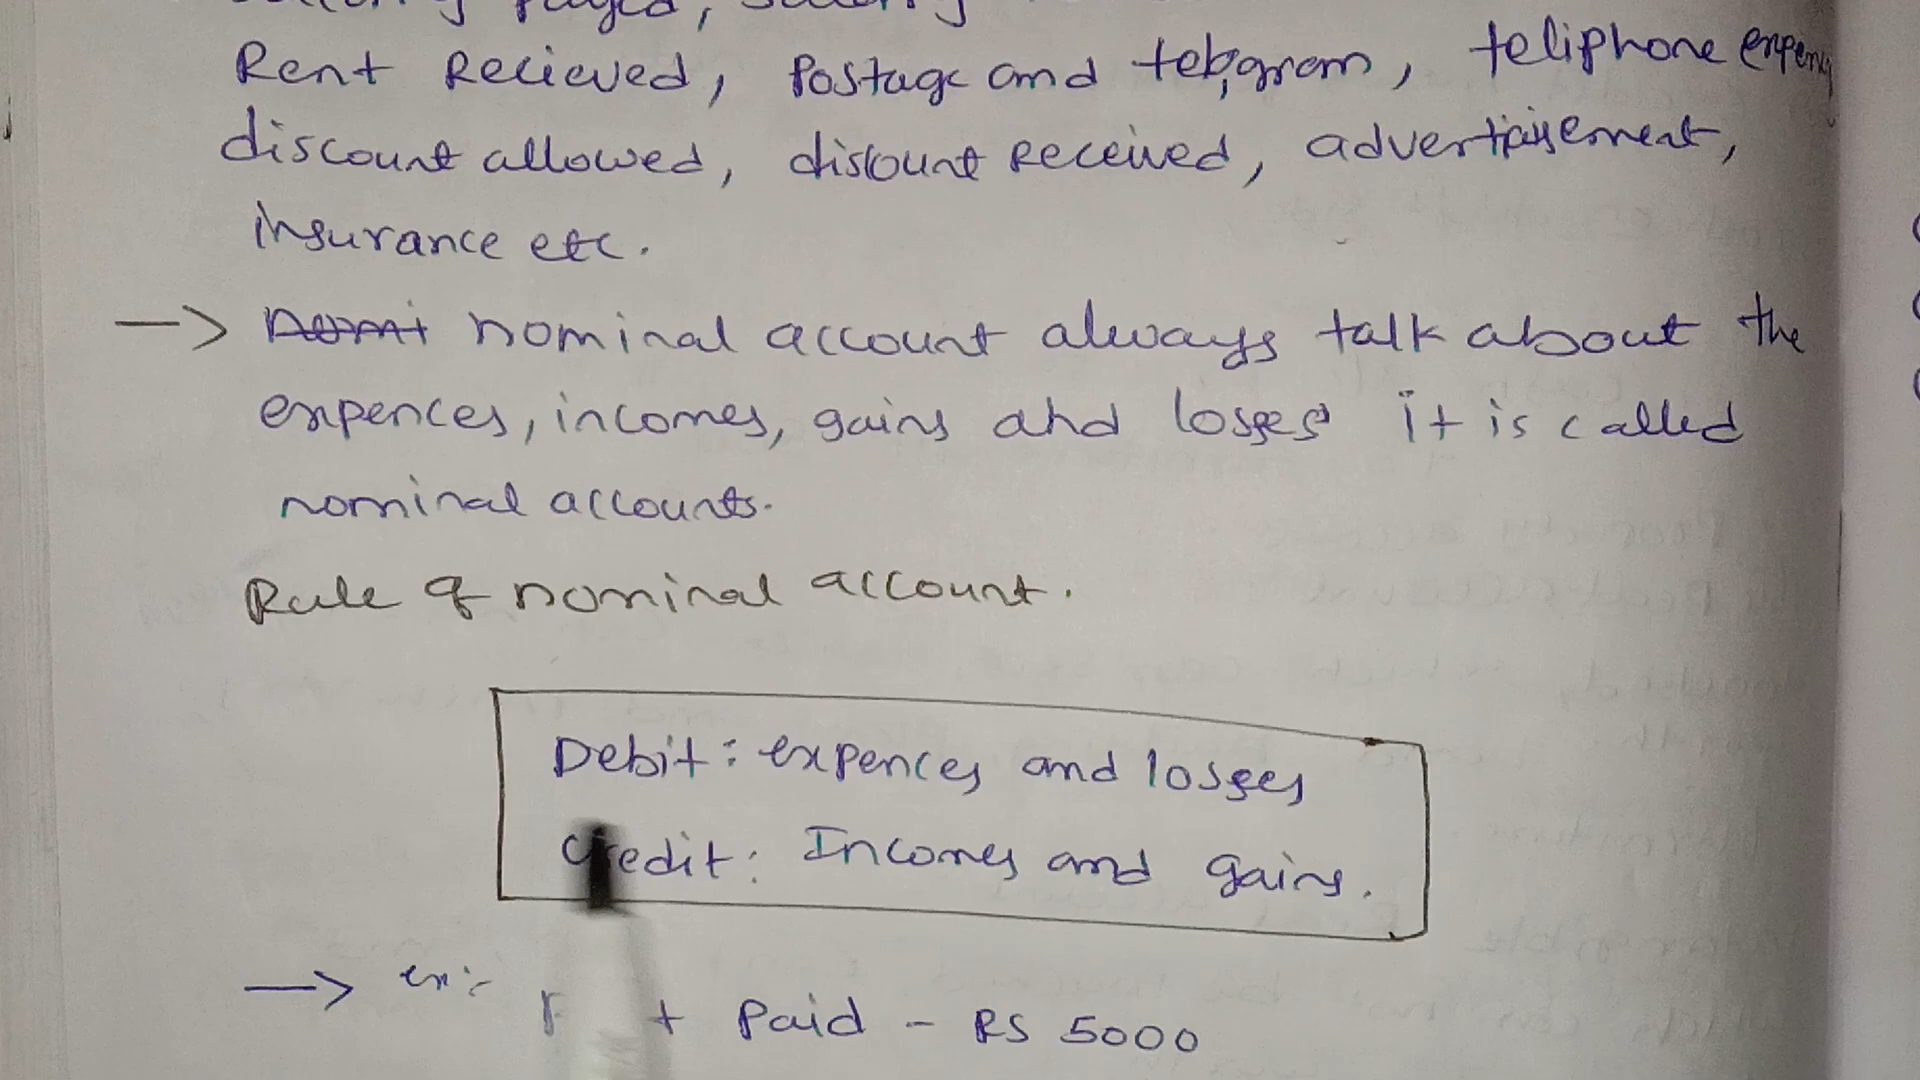 Rent Recieved, Postage and telegram, teliphone
discount allowed, discount Received, advertisement,
insurance etc.
→ nominal account always talk about the
expences, incomes, gains and losses it is called
nominal accounts.
Rule of nominal account.
Debit: expences and losses
Credit: Incomes and gains.
→ ex:- paid - RS 5000